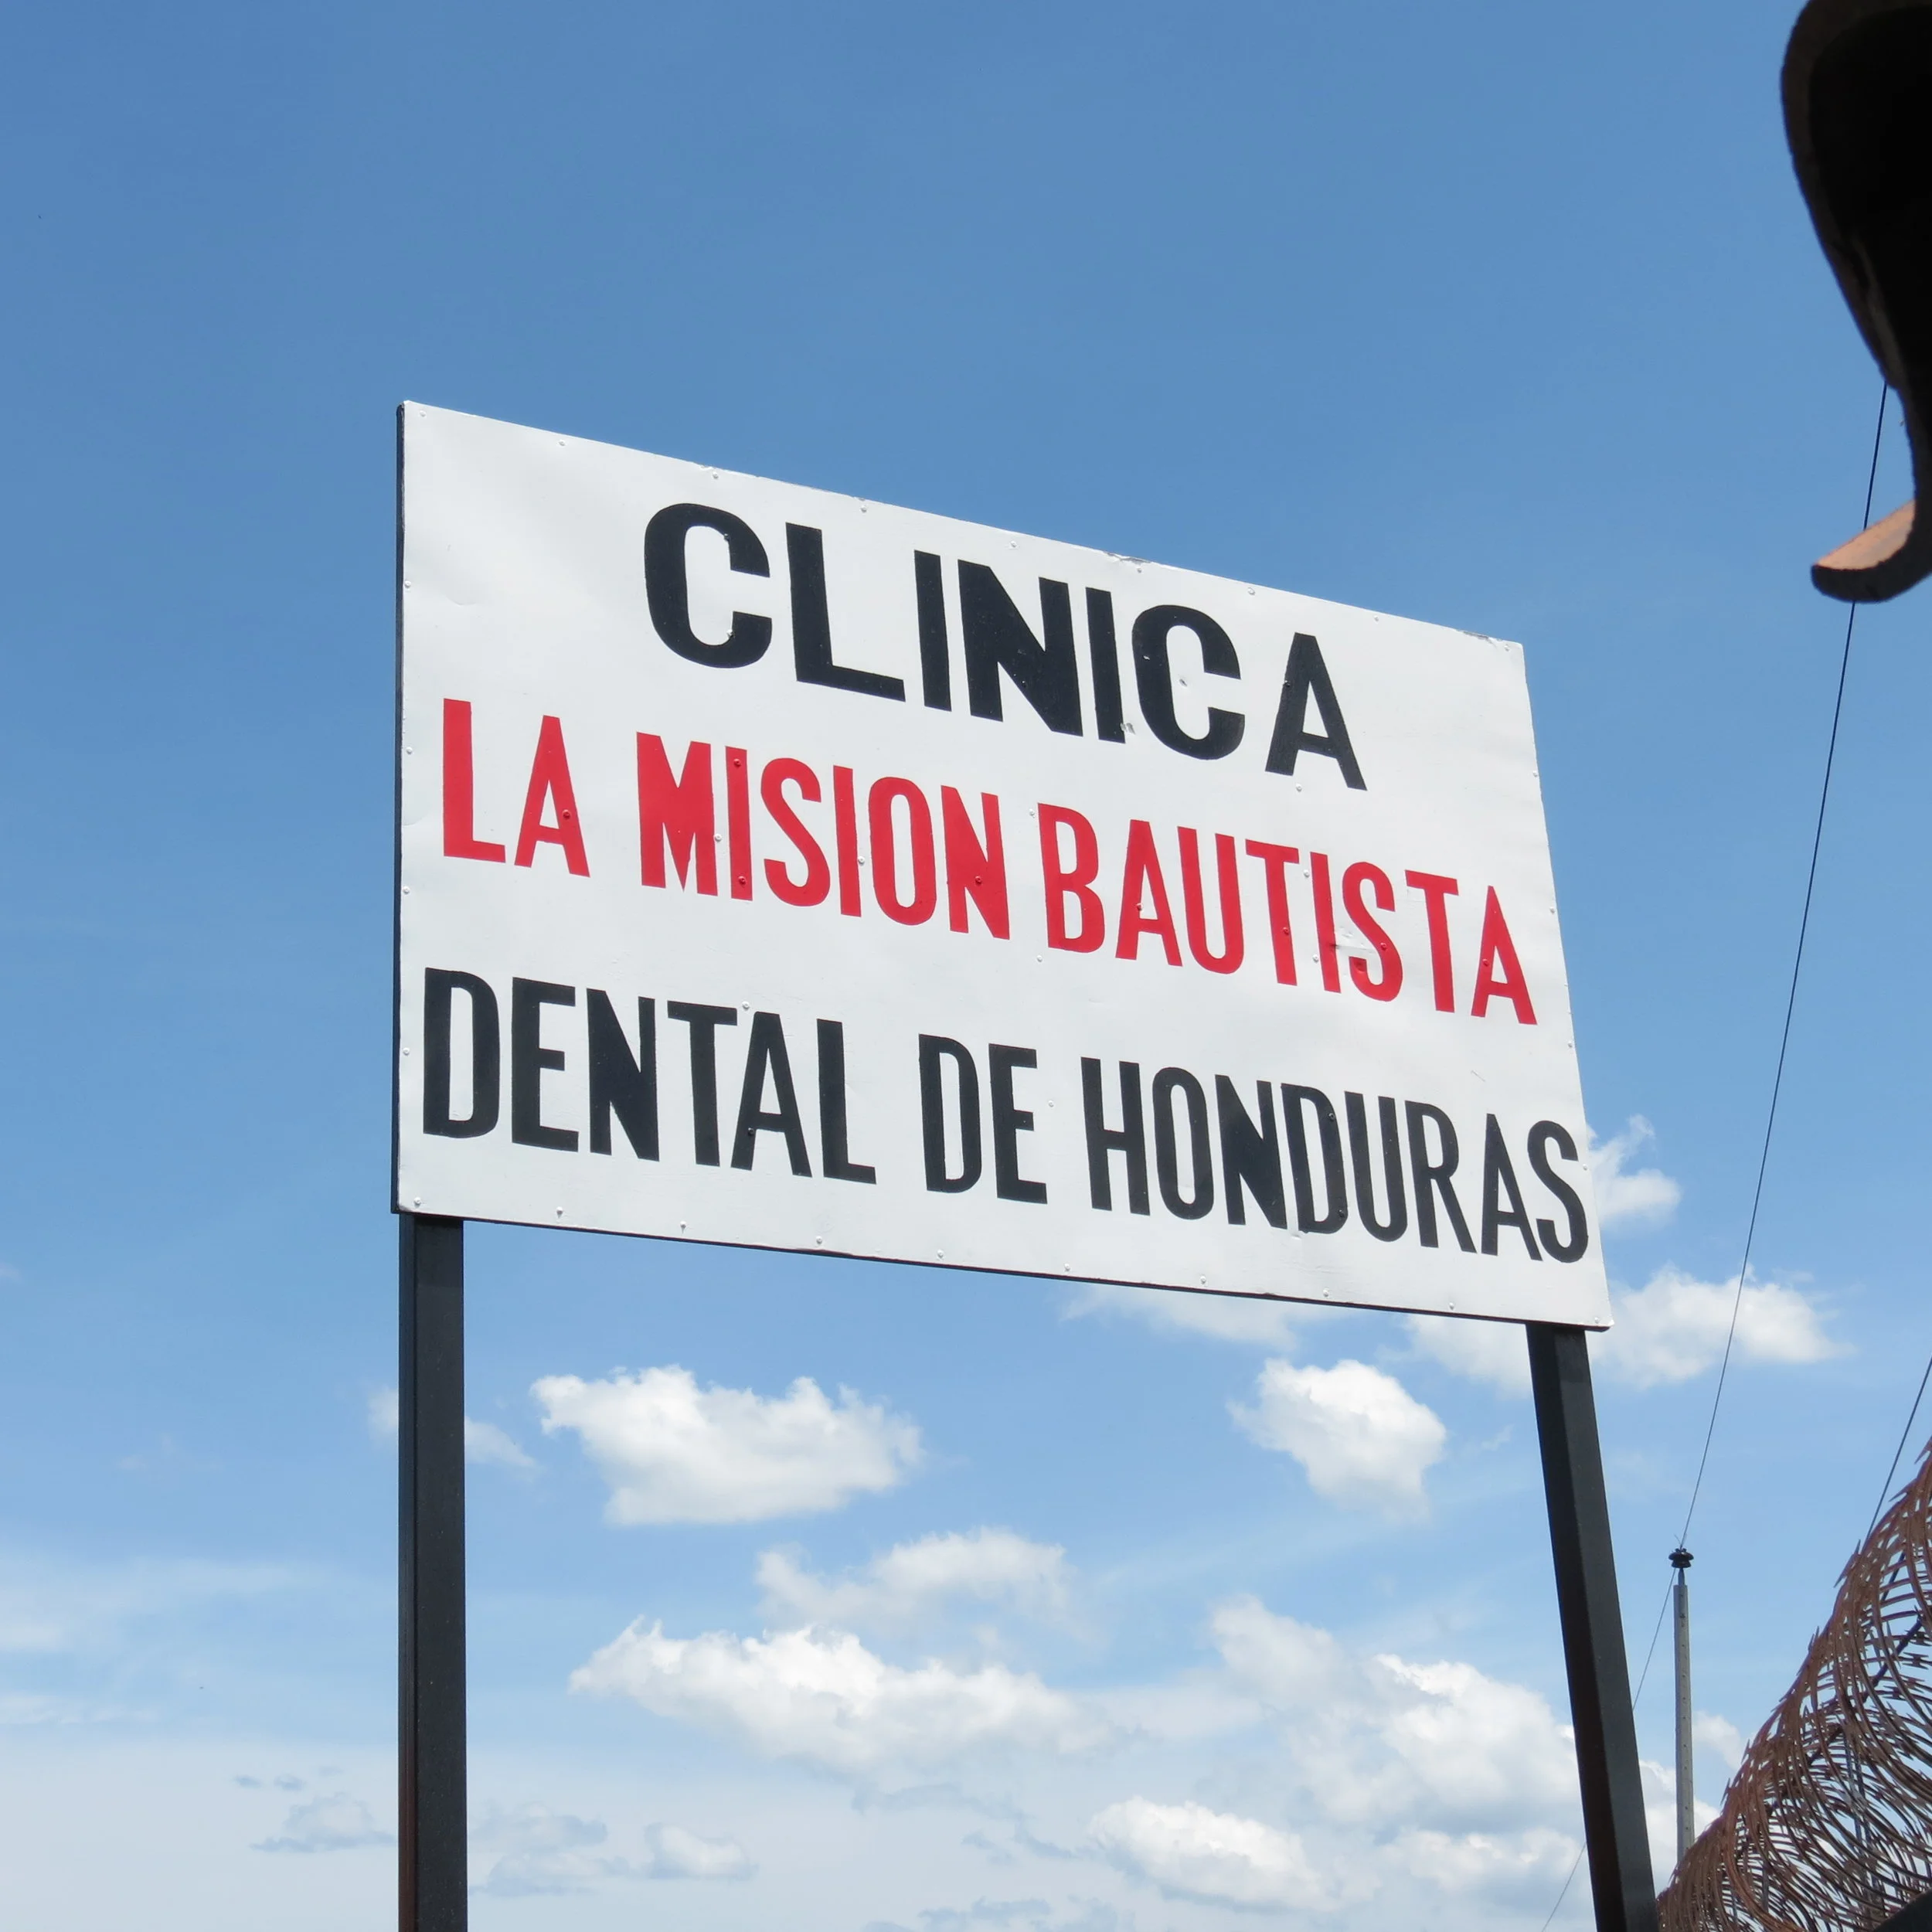 CLINICA
LA MISION BAUTISTA
DENTAL DE HONDURAS